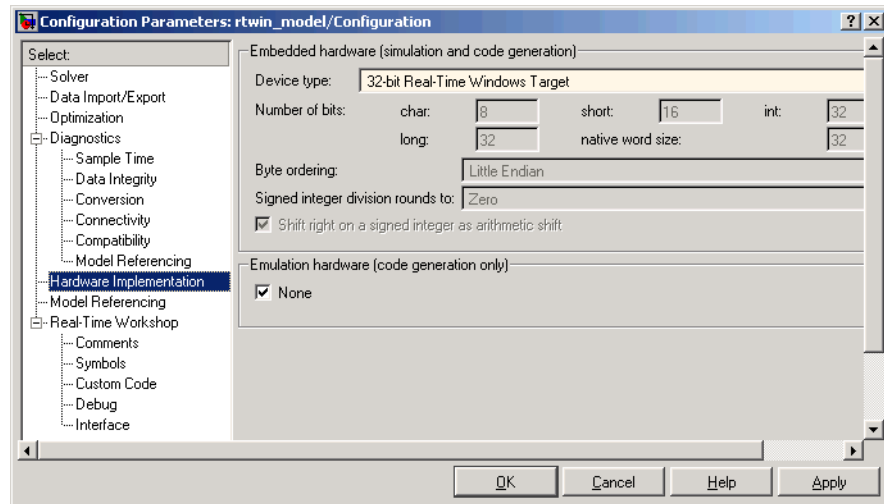 Configuration Parameters: rtwin_model/Configuration
Select:
Solver
Data Import/Export
Optimization
Diagnostics
Sample Time
Data Integrity
Conversion
Connectivity
Compatibility
Model Referencing
Hardware Implementation
Model Referencing
Real-Time Workshop
Comments
Symbols
Custom Code
Debug
Interface
Embedded hardware (simulation and code generation)
Device type: 32-bit Real-Time Windows Target
Number of bits: char: 8 short: 16 int: 32
long: 32 native word size: 32
Byte ordering: Little Endian
Signed integer division rounds to: Zero
Shift right on a signed integer as arithmetic shift
Emulation hardware (code generation only)
None
OK Cancel Help Apply